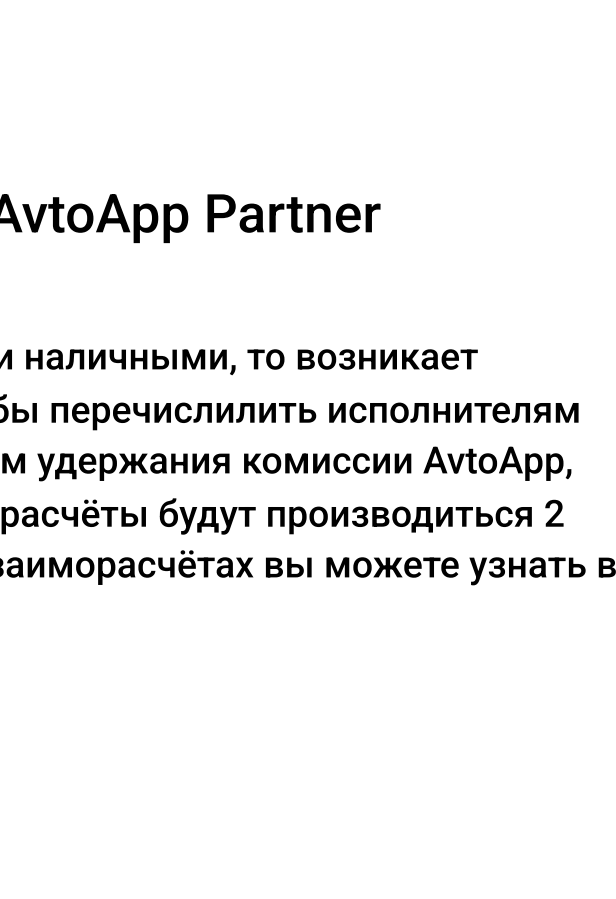 AvtoApp Partner
и наличными, то возникает
бы перечислилить исполнителям
м удержания комиссии AvtoApp,
расчёты будут производиться 2
заиморасчётах вы можете узнать в